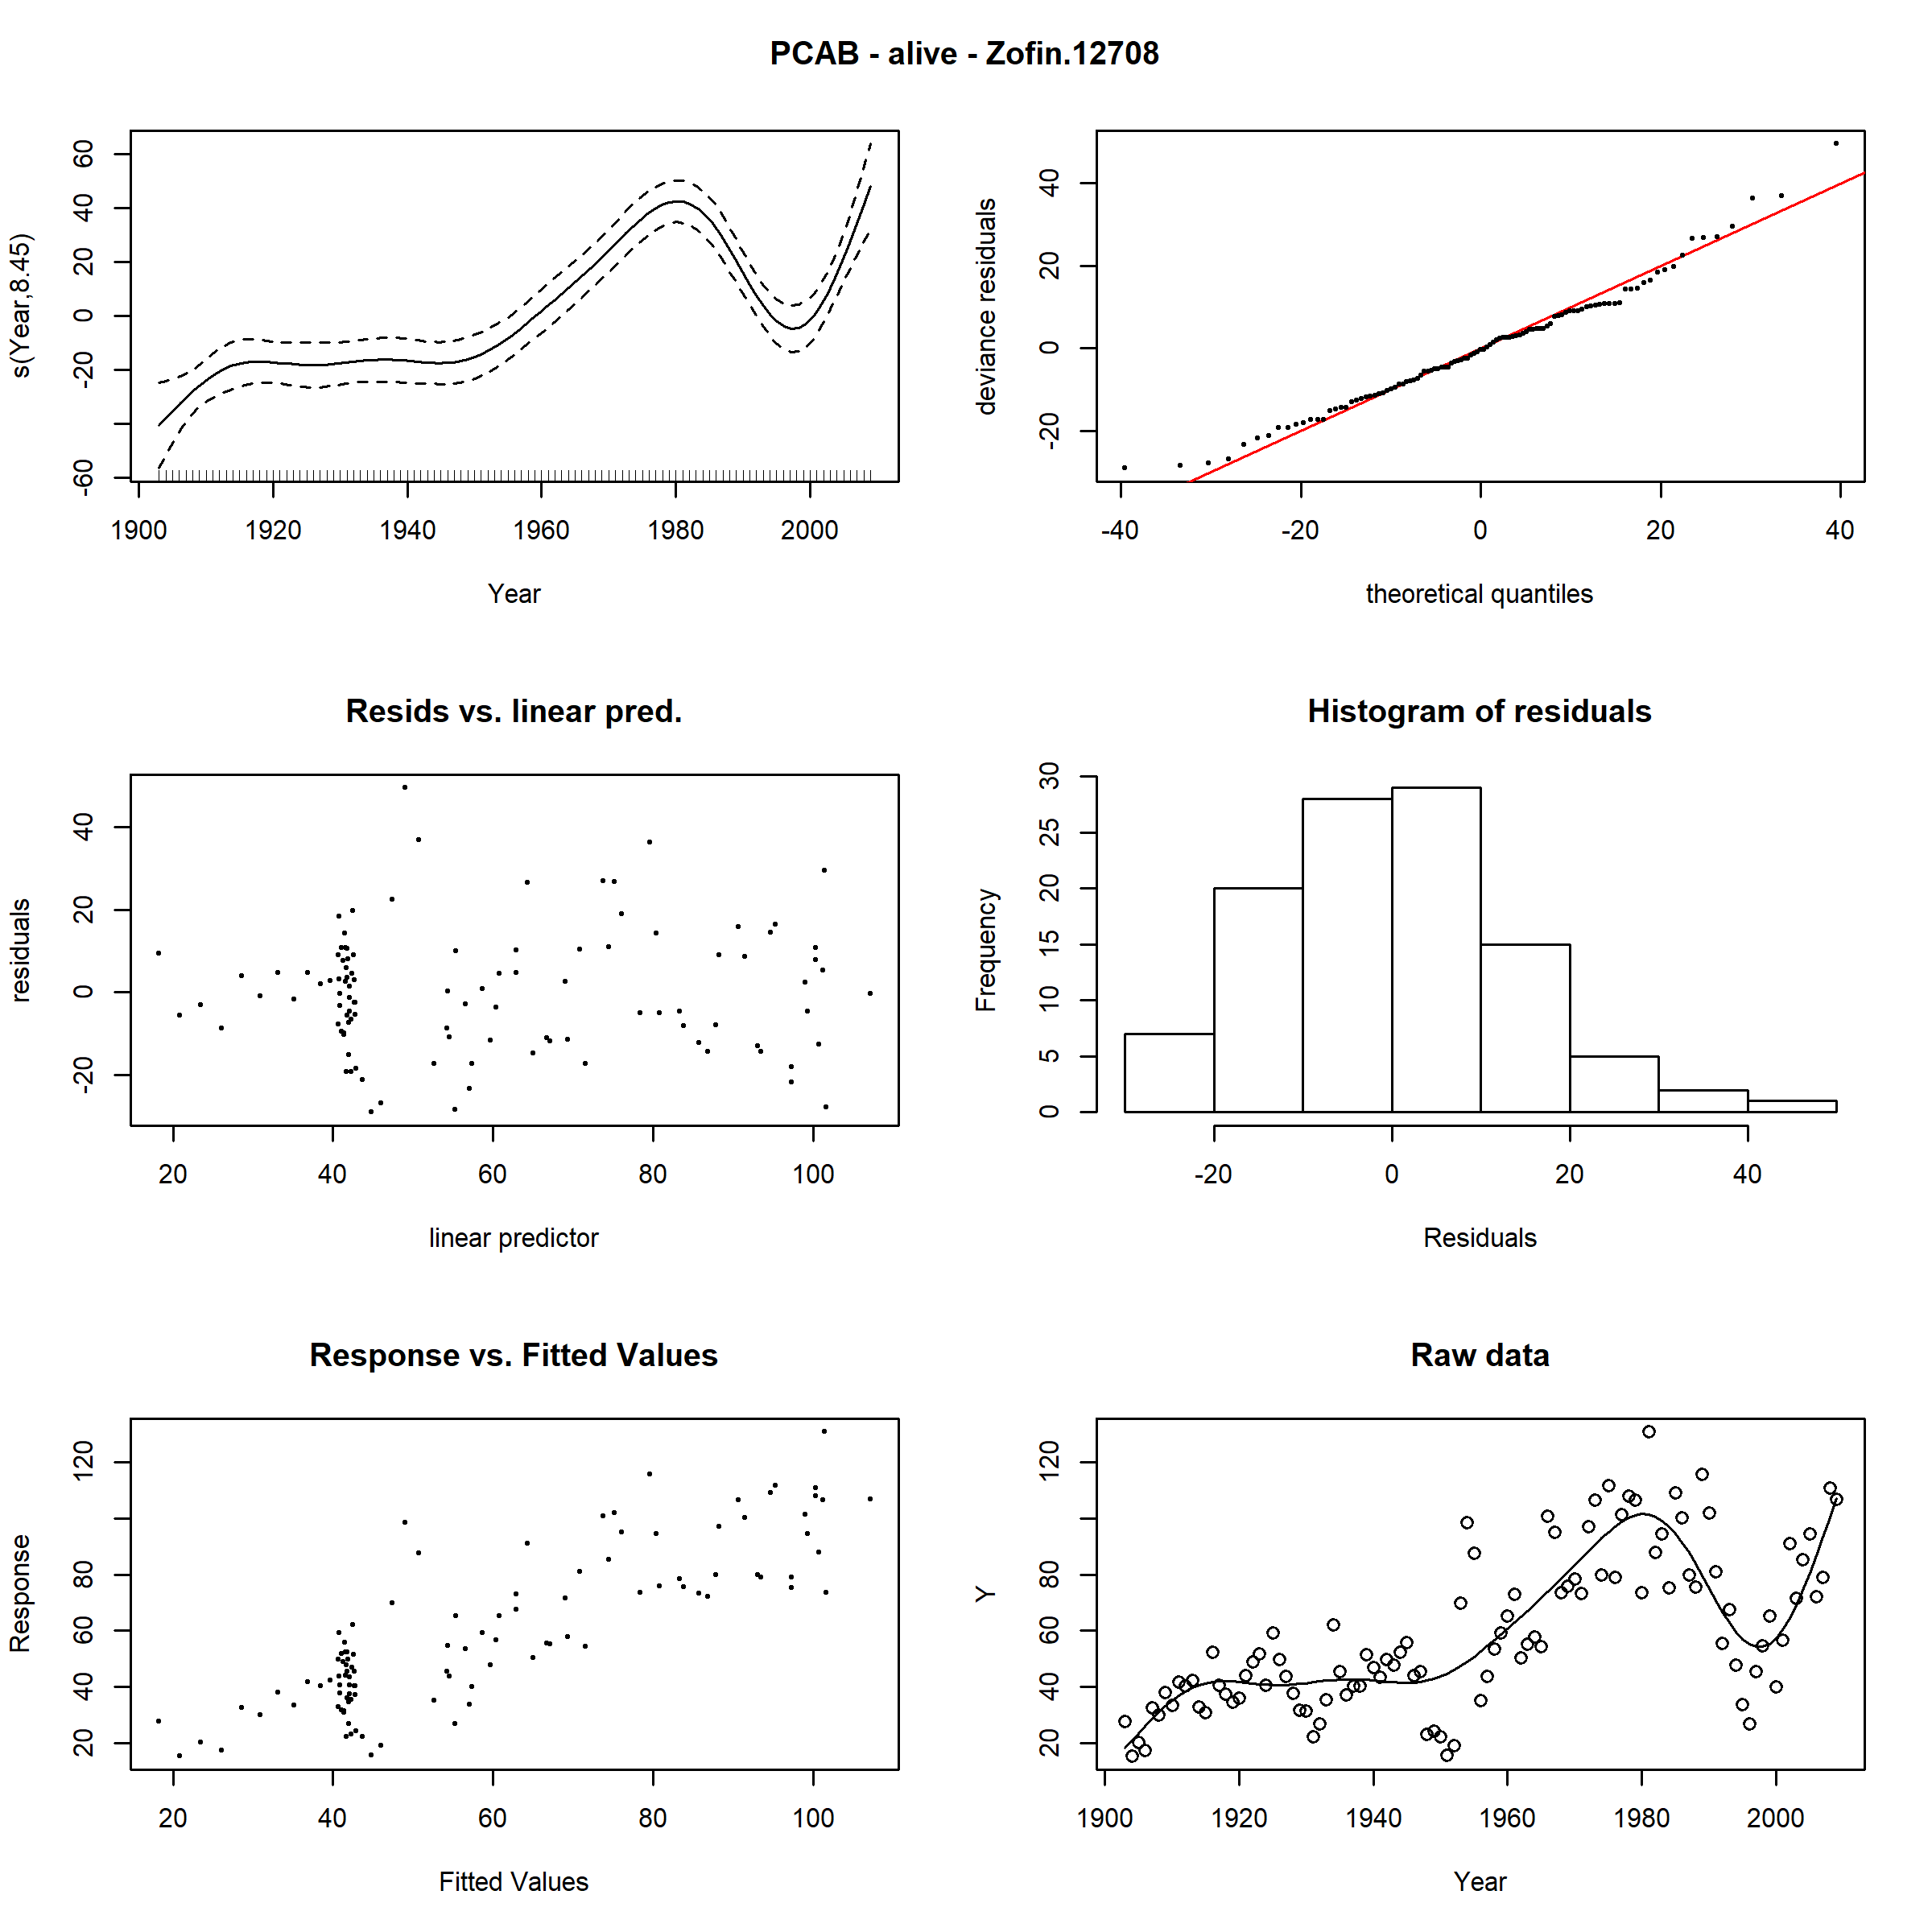 PCAB - alive - Zofin.12708
s(Year,8.45)
60
40
20
0
-20
-60
1900 1920 1940 1960 1980 2000
Year
deviance residuals
40
20
0
-20
-40 -20 0 20 40
theoretical quantiles
Resids vs. linear pred.
residuals
40
20
0
-20
20 40 60 80 100
linear predictor
Histogram of residuals
Frequency
30
25
20
15
10
5
0
-20 0 20 40
Residuals
Response vs. Fitted Values
Response
120
80
60
40
20
20 40 60 80 100
Fitted Values
Raw data
Y
120
80
60
40
20
1900 1920 1940 1960 1980 2000
Year